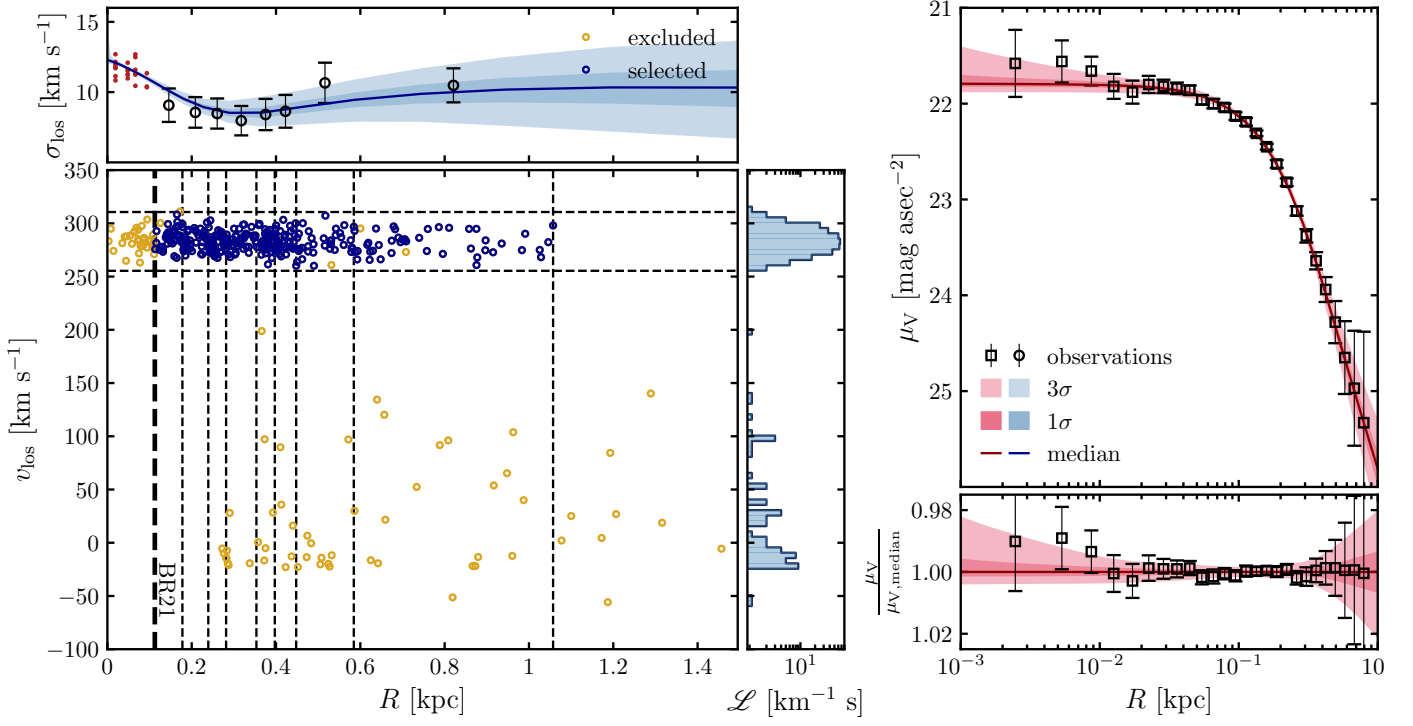 15
10
σ_los [km s⁻¹]
excluded
selected
350
300
250
200
150
100
50
0
−50
−100
v_los [km s⁻¹]
BR21
0
0.2
0.4
0.6
0.8
1
1.2
1.4
R [kpc]
10¹
ℒ [km⁻¹ s]
21
22
23
24
25
μ_V [mag asec⁻²]
observations
3σ
1σ
median
0.98
1.00
1.02
μ_V
μ_V,median
10⁻³
10⁻²
10⁻¹
10
R [kpc]